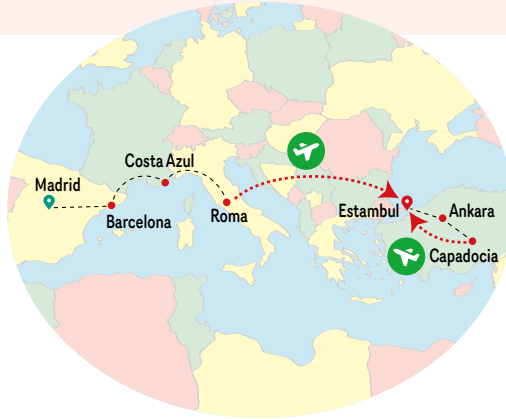 Costa Azul
Madrid
Barcelona
Roma
Estambul
Ankara
Capadocia